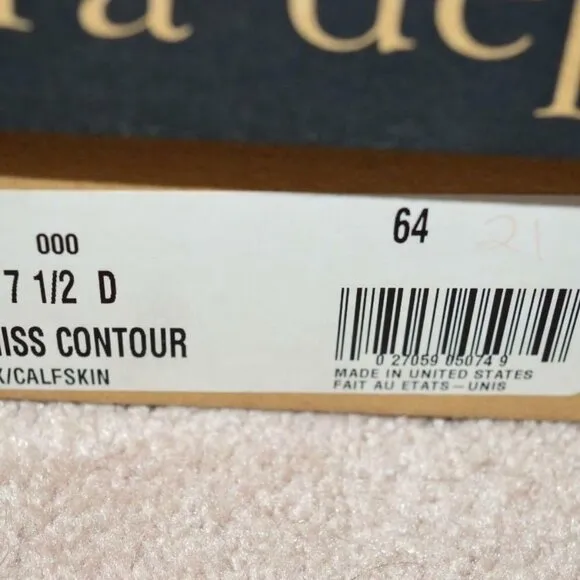 000
64 21
7 1/2 D
ISS CONTOUR
/CALFSKIN
0 27059 05074 9
MADE IN UNITED STATES
FAIT AU ETATS—UNIS